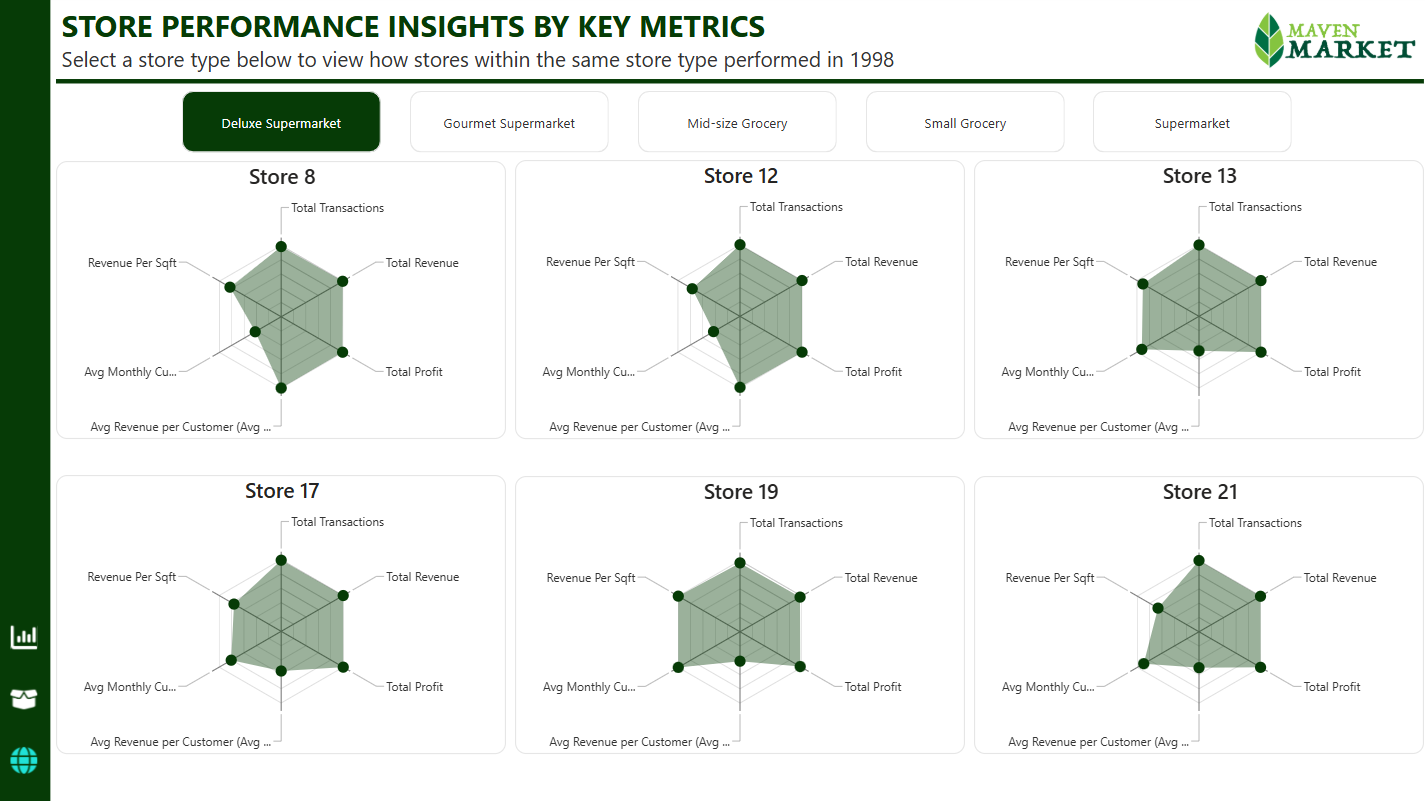 STORE PERFORMANCE INSIGHTS BY KEY METRICS
Select a store type below to view how stores within the same store type performed in 1998
MAVEN
MARKET
Deluxe Supermarket
Gourmet Supermarket
Mid-size Grocery
Small Grocery
Supermarket
Store 8
Total Transactions
Revenue Per Sqft
Total Revenue
Avg Monthly Cu...
Total Profit
Avg Revenue per Customer (Avg ...
Store 12
Total Transactions
Revenue Per Sqft
Total Revenue
Avg Monthly Cu...
Total Profit
Avg Revenue per Customer (Avg ...
Store 13
Total Transactions
Revenue Per Sqft
Total Revenue
Avg Monthly Cu...
Total Profit
Avg Revenue per Customer (Avg ...
Store 17
Total Transactions
Revenue Per Sqft
Total Revenue
Avg Monthly Cu...
Total Profit
Avg Revenue per Customer (Avg ...
Store 19
Total Transactions
Revenue Per Sqft
Total Revenue
Avg Monthly Cu...
Total Profit
Avg Revenue per Customer (Avg ...
Store 21
Total Transactions
Revenue Per Sqft
Total Revenue
Avg Monthly Cu...
Total Profit
Avg Revenue per Customer (Avg ...